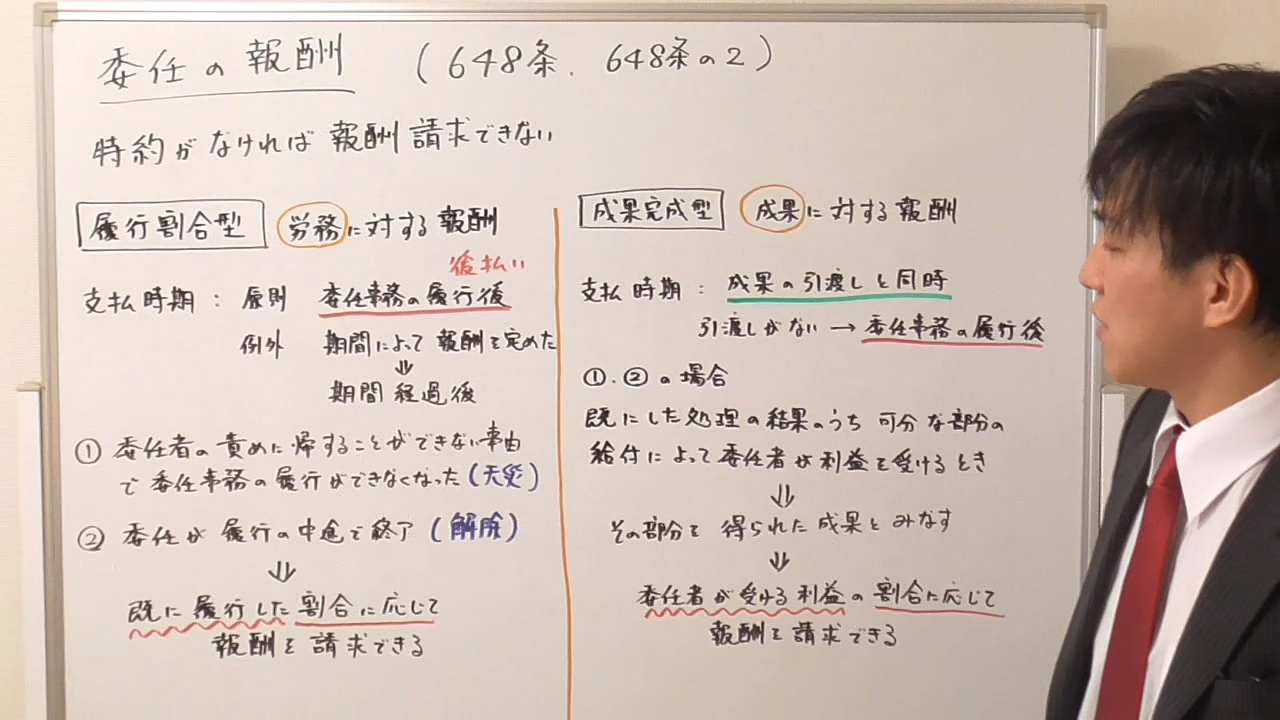 委任の報酬 (648条、648条の2)
特約がなければ報酬請求できない
履行割合型 労務に対する報酬
後払い
支払時期: 原則 委任事務の履行後
例外 期間によって報酬を定めた
⇓
期間経過後
① 委任者の責めに帰することができない事由
で委任事務の履行ができなくなった(天災)
② 委任が履行の中途で終了(解除)
⇓
既に履行した割合に応じて
報酬を請求できる
成果完成型 成果に対する報酬
支払時期: 成果の引渡しと同時
引渡しがない → 委任事務の履行後
①.②の場合
既にした処理の結果のうち可分な部分の
給付によって委任者が利益を受けるとき
⇓
その部分を得られた成果とみなす
⇓
委任者が受ける利益の割合に応じて
報酬を請求できる